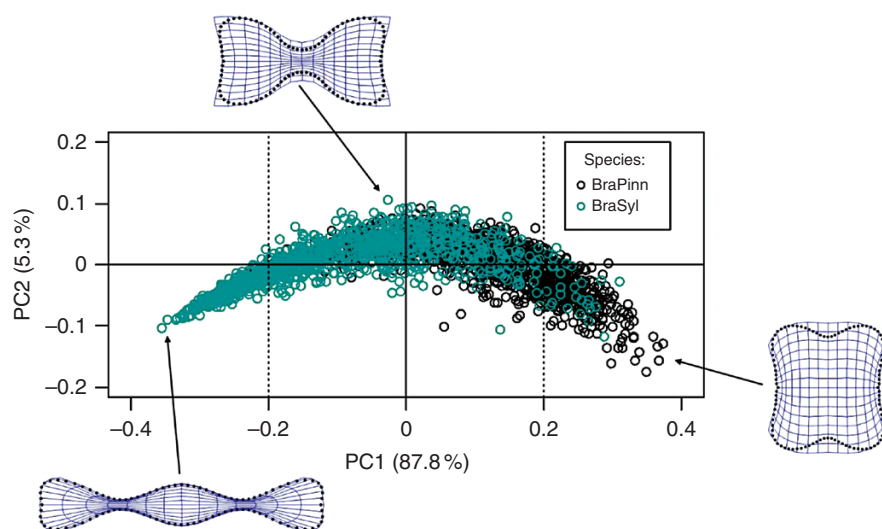 0.2
0.1
0
−0.1
−0.2
PC2 (5.3 %)
Species:
BraPinn
BraSyl
−0.4
−0.2
0
0.2
0.4
PC1 (87.8 %)